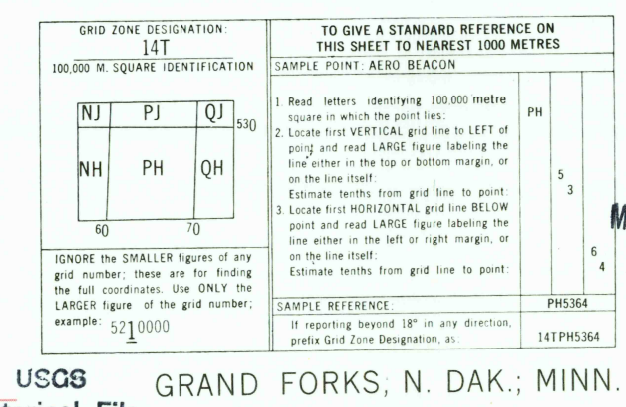 GRID ZONE DESIGNATION:
14T
100,000 M. SQUARE IDENTIFICATION
NJ PJ QJ
530
NH PH QH
60 70
IGNORE the SMALLER figures of any
grid number; these are for finding
the full coordinates. Use ONLY the
LARGER figure of the grid number;
example: 5210000
TO GIVE A STANDARD REFERENCE ON
THIS SHEET TO NEAREST 1000 METRES
SAMPLE POINT: AERO BEACON
1. Read letters identifying 100,000 metre
square in which the point lies:
PH
2. Locate first VERTICAL grid line to LEFT of
point and read LARGE figure labeling the
line either in the top or bottom margin, or
on the line itself:
5
Estimate tenths from grid line to point:
3
3. Locate first HORIZONTAL grid line BELOW
point and read LARGE figure labeling the
line either in the left or right margin, or
on the line itself:
6
Estimate tenths from grid line to point:
4
SAMPLE REFERENCE: PH5364
If reporting beyond 18° in any direction,
prefix Grid Zone Designation, as:
14TPH5364
USGS
GRAND FORKS, N. DAK.; MINN.